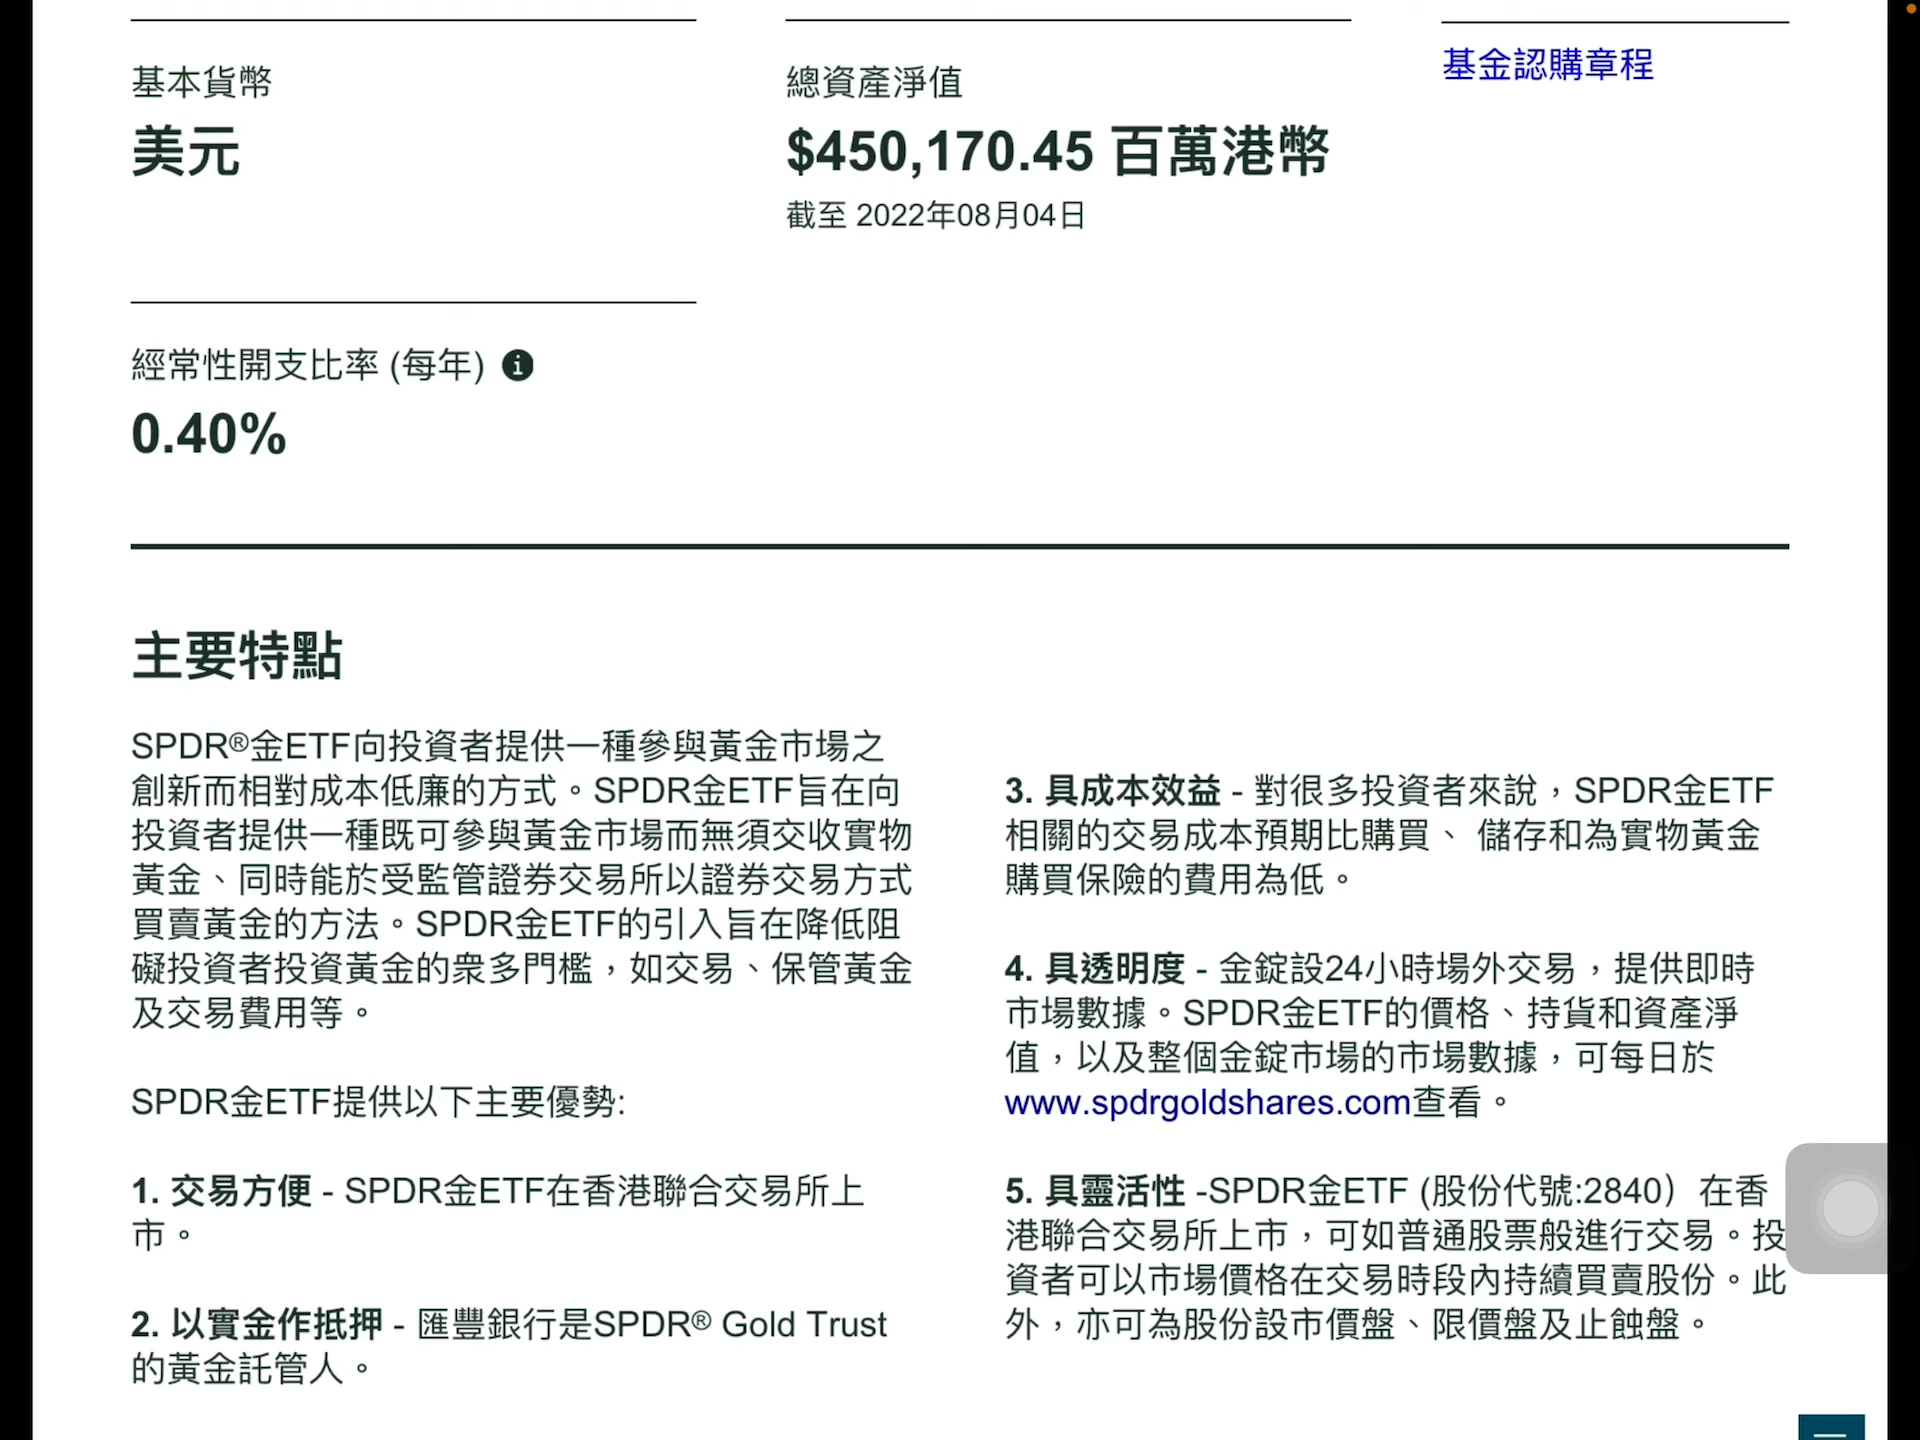 基本貨幣
美元
總資產淨值
$450,170.45 百萬港幣
截至 2022年08月04日
基金認購章程
經常性開支比率 (每年)
0.40%
主要特點
SPDR®金ETF向投資者提供一種參與黃金市場之
創新而相對成本低廉的方式。SPDR金ETF旨在向
投資者提供一種既可參與黃金市場而無須交收實物
黃金、同時能於受監管證券交易所以證券交易方式
買賣黃金的方法。SPDR金ETF的引入旨在降低阻
礙投資者投資黃金的衆多門檻，如交易、保管黃金
及交易費用等。
SPDR金ETF提供以下主要優勢:
1. 交易方便 - SPDR金ETF在香港聯合交易所上
市。
2. 以實金作抵押 - 匯豐銀行是SPDR® Gold Trust
的黃金託管人。
3. 具成本效益 - 對很多投資者來說，SPDR金ETF
相關的交易成本預期比購買、 儲存和為實物黃金
購買保險的費用為低。
4. 具透明度 - 金錠設24小時場外交易，提供即時
市場數據。SPDR金ETF的價格、持貨和資產淨
值，以及整個金錠市場的市場數據，可每日於
www.spdrgoldshares.com查看。
5. 具靈活性 -SPDR金ETF (股份代號:2840）在香
港聯合交易所上市，可如普通股票般進行交易。投
資者可以市場價格在交易時段內持續買賣股份。此
外，亦可為股份設市價盤、限價盤及止蝕盤。